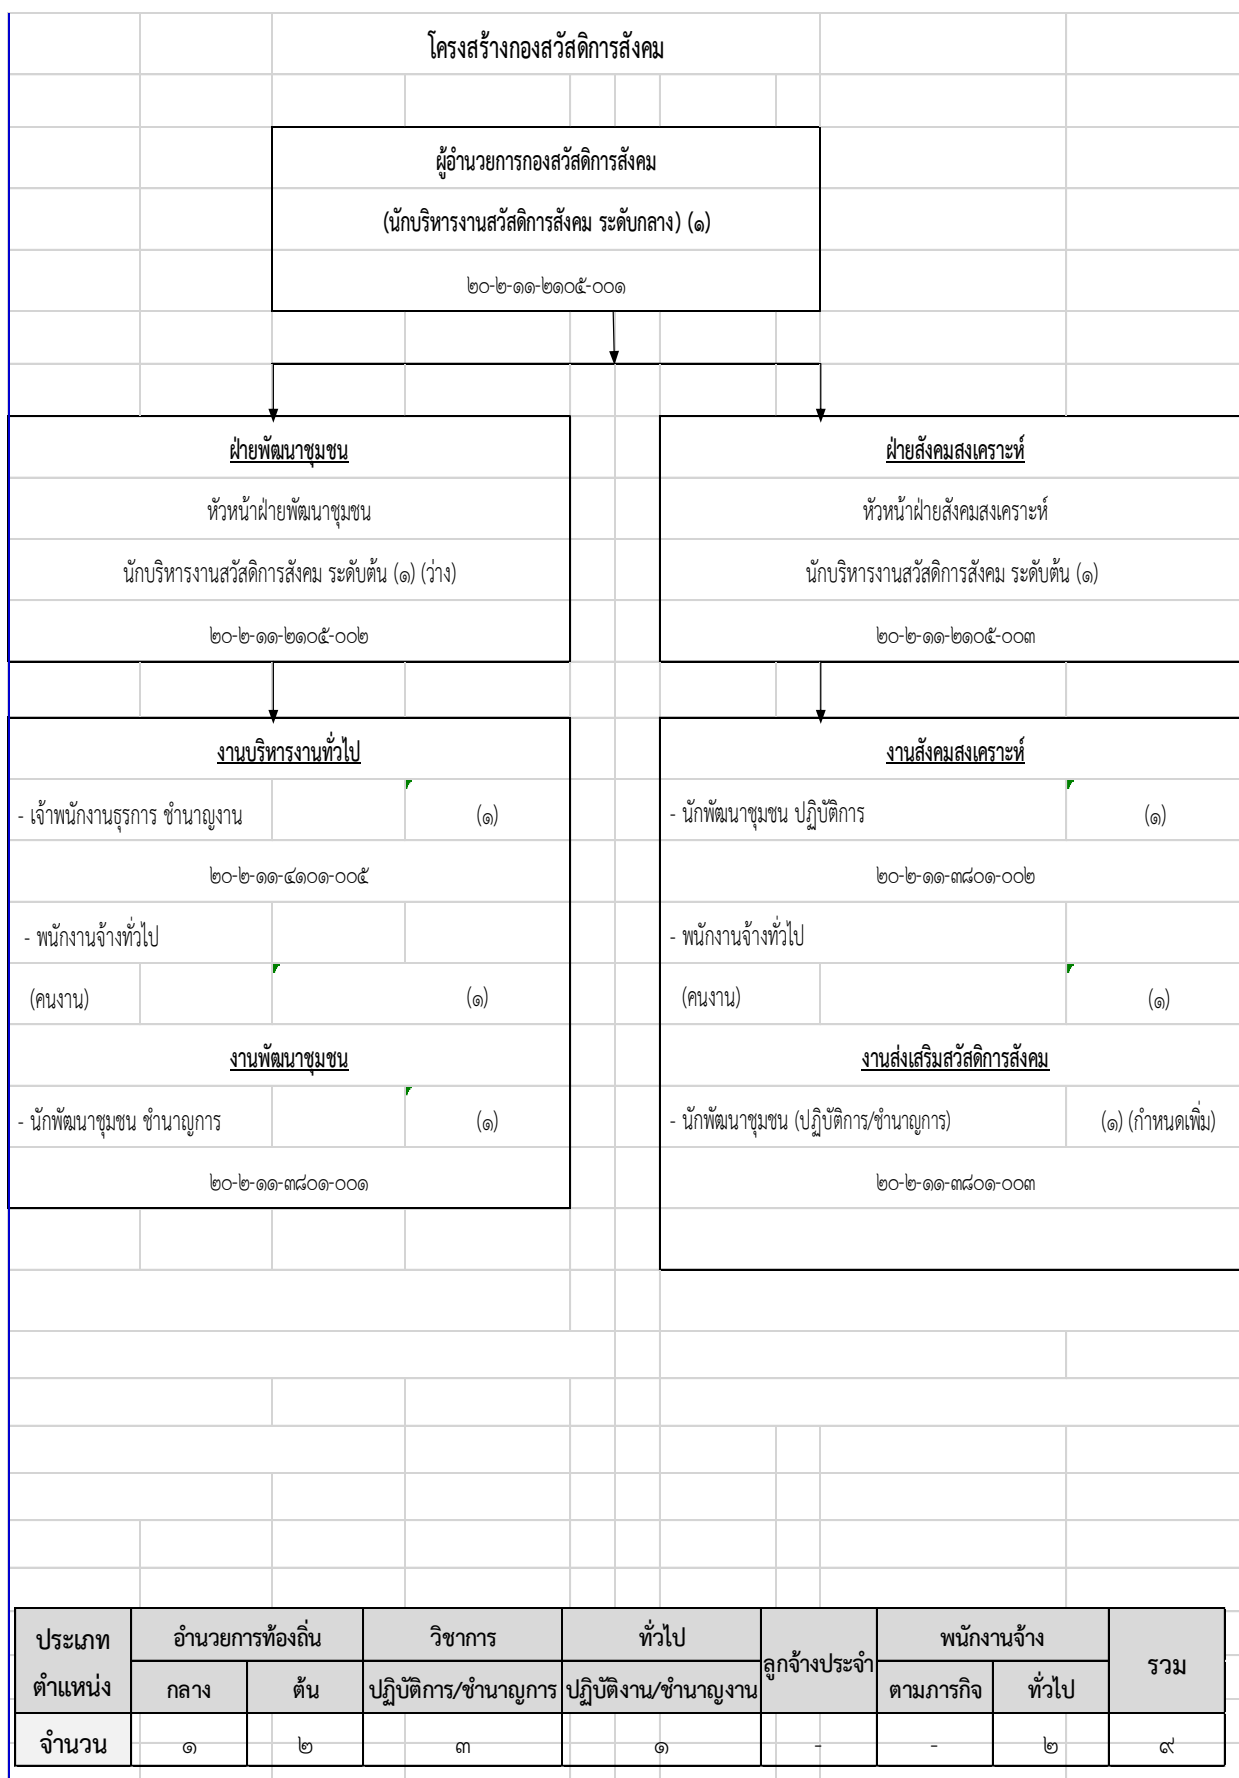 โครงสร้างกองสวัสดิการสังคม
ผู้อำนวยการกองสวัสดิการสังคม
(นักบริหารงานสวัสดิการสังคม ระดับกลาง) (๑)
๒๐-๒-๑๑-๒๑๐๕-๐๐๑
ฝ่ายพัฒนาชุมชน
หัวหน้าฝ่ายพัฒนาชุมชน
นักบริหารงานสวัสดิการสังคม ระดับต้น (๑) (ว่าง)
๒๐-๒-๑๑-๒๑๐๕-๐๐๒
ฝ่ายสังคมสงเคราะห์
หัวหน้าฝ่ายสังคมสงเคราะห์
นักบริหารงานสวัสดิการสังคม ระดับต้น (๑)
๒๐-๒-๑๑-๒๑๐๕-๐๐๓
งานบริหารงานทั่วไป
- เจ้าพนักงานธุรการ ชำนาญงาน (๑)
๒๐-๒-๑๑-๔๑๐๑-๐๐๕
- พนักงานจ้างทั่วไป
(คนงาน) (๑)
งานพัฒนาชุมชน
- นักพัฒนาชุมชน ชำนาญการ (๑)
๒๐-๒-๑๑-๓๘๐๑-๐๐๑
งานสังคมสงเคราะห์
- นักพัฒนาชุมชน ปฏิบัติการ (๑)
๒๐-๒-๑๑-๓๘๐๑-๐๐๒
- พนักงานจ้างทั่วไป
(คนงาน) (๑)
งานส่งเสริมสวัสดิการสังคม
- นักพัฒนาชุมชน (ปฏิบัติการ/ชำนาญการ) (๑) (กำหนดเพิ่ม)
๒๐-๒-๑๑-๓๘๐๑-๐๐๓
ประเภท อำนวยการท้องถิ่น วิชาการ ทั่วไป ลูกจ้างประจำ พนักงานจ้าง รวม
ตำแหน่ง กลาง ต้น ปฏิบัติการ/ชำนาญการ ปฏิบัติงาน/ชำนาญงาน ตามภารกิจ ทั่วไป
จำนวน ๑ ๒ ๓ ๑ - - ๒ ๙